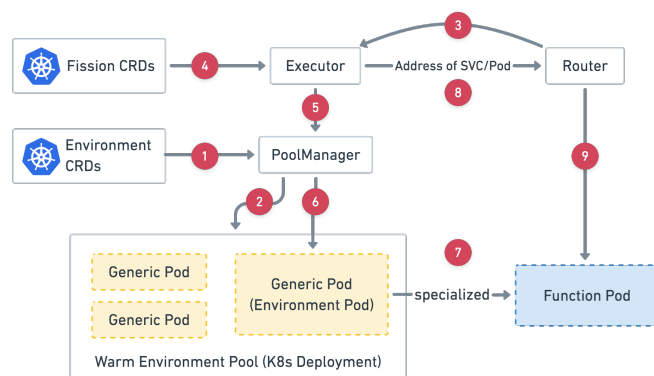 3
Fission CRDs
4
Executor
Address of SVC/Pod
Router
8
5
Environment
CRDs
1
PoolManager
9
2
6
7
Generic Pod
Generic Pod
Generic Pod
(Environment Pod)
specialized
Function Pod
Warm Environment Pool (K8s Deployment)